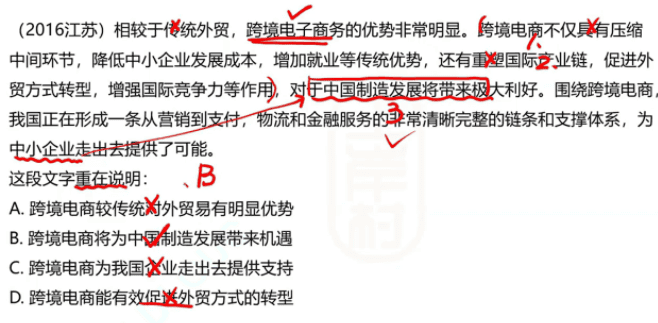 （2016江苏）相较于传统外贸，跨境电子商务的优势非常明显。跨境电商不仅具有压缩
中间环节，降低中小企业发展成本，增加就业等传统优势，还有重塑国际产业链，促进外
贸方式转型，增强国际竞争力等作用，对于中国制造发展将带来极大利好。围绕跨境电商，
我国正在形成一条从营销到支付，物流和金融服务的非常清晰完整的链条和支撑体系，为
中小企业走出去提供了可能。
这段文字重在说明：
、B
A. 跨境电商较传统对外贸易有明显优势
B. 跨境电商将为中国制造发展带来机遇
C. 跨境电商为我国企业走出去提供支持
D. 跨境电商能有效促进外贸方式的转型
1.
2.
3